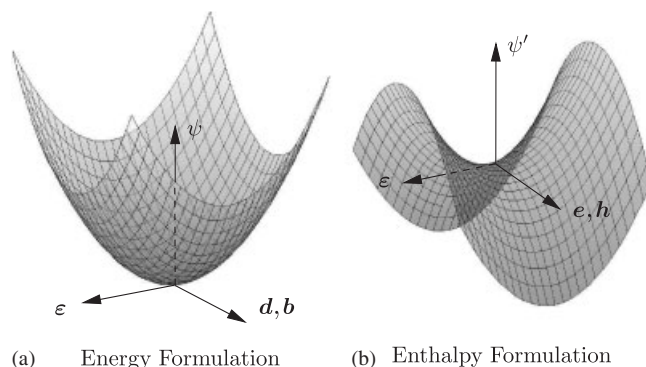 ψ
ε
d, b
(a) Energy Formulation
ψ′
ε
e, h
(b) Enthalpy Formulation